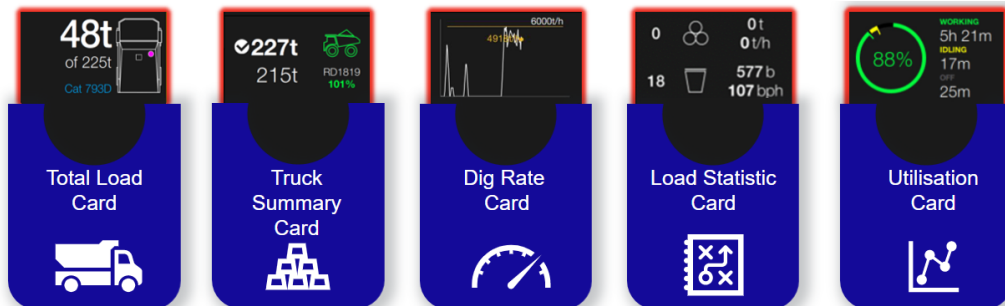 48t
of 225t
Cat 793D
Total Load
Card
227t
215t
RD1819
101%
Truck
Summary
Card
6000t/h
Dig Rate
Card
0
0t
0t/h
18
577b
107bph
Load Statistic
Card
88%
WORKING
5h 21m
IDLING
17m
OFF
25m
Utilisation
Card